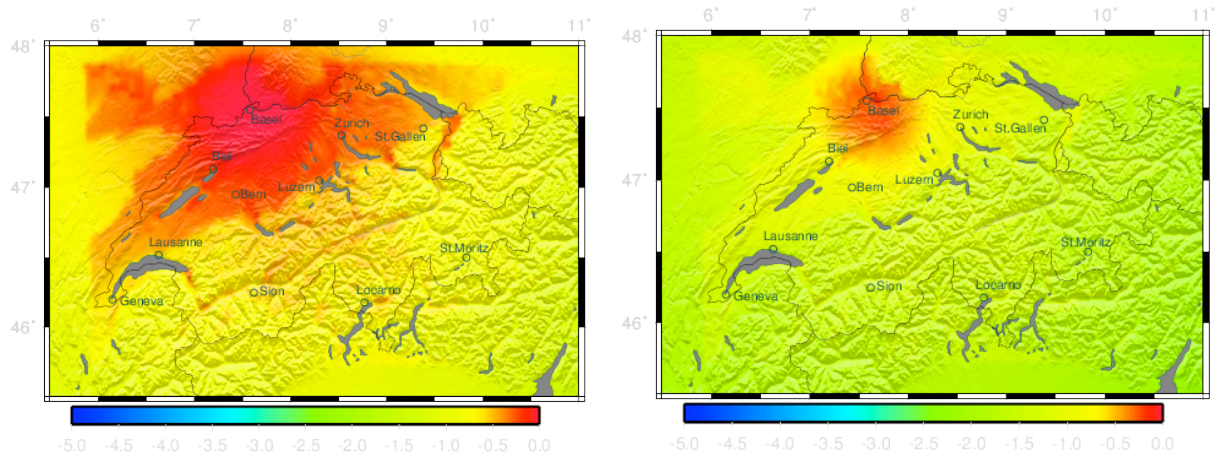 6° 7° 8° 9° 10° 11°
48°
Basel
Zurich
St.Gallen
Biel
47°
Bern
Luzern
Lausanne
St.Moritz
Geneva
Sion
Locarno
46°
-5.0 -4.5 -4.0 -3.5 -3.0 -2.5 -2.0 -1.5 -1.0 -0.5 0.0
6° 7° 8° 9° 10° 11°
48°
Basel
Zurich
St.Gallen
Biel
47°
Bern
Luzern
Lausanne
St.Moritz
Geneva
Sion
Locarno
46°
-5.0 -4.5 -4.0 -3.5 -3.0 -2.5 -2.0 -1.5 -1.0 -0.5 0.0